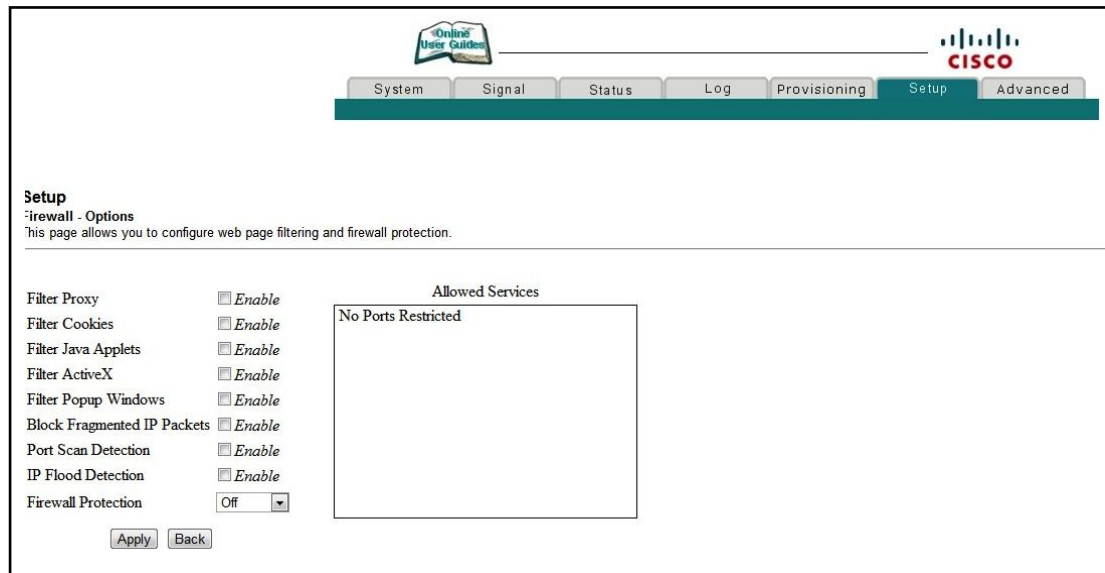 Online
User Guides
CISCO
System Signal Status Log Provisioning Setup Advanced
Setup
Firewall - Options
This page allows you to configure web page filtering and firewall protection.
Allowed Services
No Ports Restricted
Filter Proxy Enable
Filter Cookies Enable
Filter Java Applets Enable
Filter ActiveX Enable
Filter Popup Windows Enable
Block Fragmented IP Packets Enable
Port Scan Detection Enable
IP Flood Detection Enable
Firewall Protection Off
Apply Back